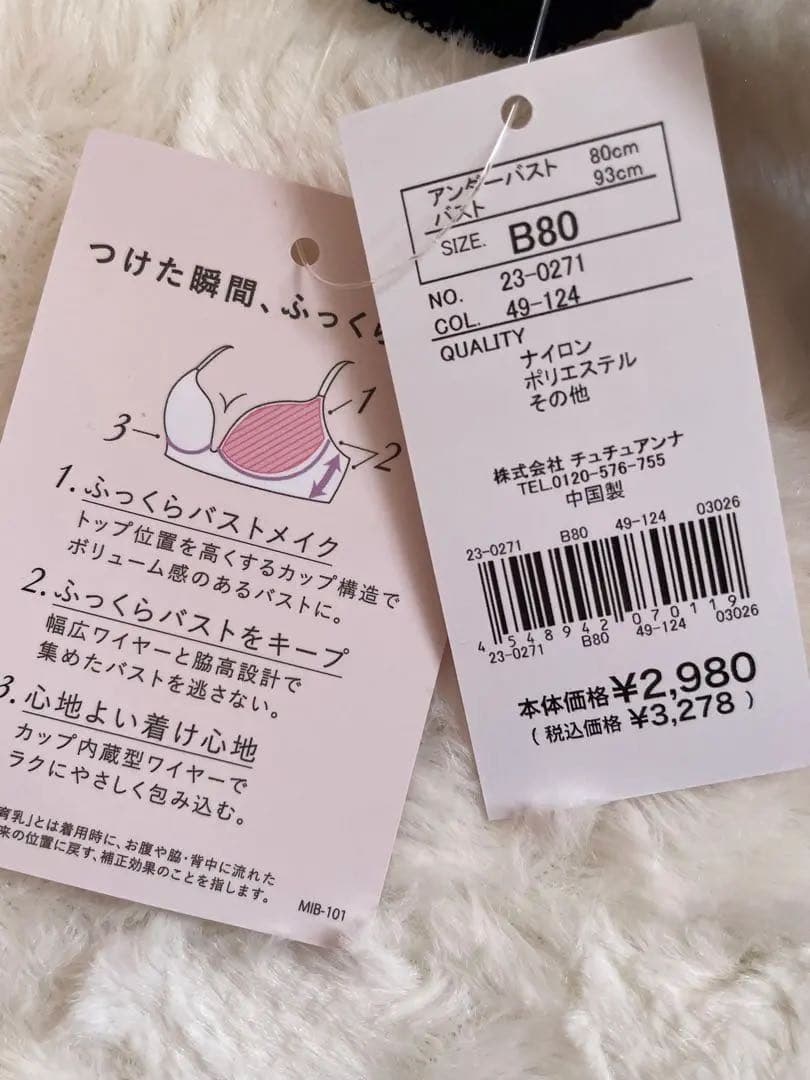 つけた瞬間、ふっくら
1
2
3
1. ふっくらバストメイク
トップ位置を高くするカップ構造で
ボリューム感のあるバストに。
2. ふっくらバストをキープ
幅広ワイヤーと脇高設計で
集めたバストを逃さない。
3. 心地よい着け心地
カップ内蔵型ワイヤーで
ラクにやさしく包み込む。
育乳」とは着用時に、お腹や脇・背中に流れた
来の位置に戻す、補正効果のことを指します。
MIB-101
アンダーバスト 80cm
バスト 93cm
SIZE. B80
NO. 23-0271
COL. 49-124
QUALITY
ナイロン
ポリエステル
その他
株式会社 チュチュアンナ
TEL.0120-576-755
中国製
23-0271 B80 49-124 03026
4 548942 070119
23-0271 B80 49-124 03026
本体価格 ¥2,980
( 税込価格 ¥3,278 )